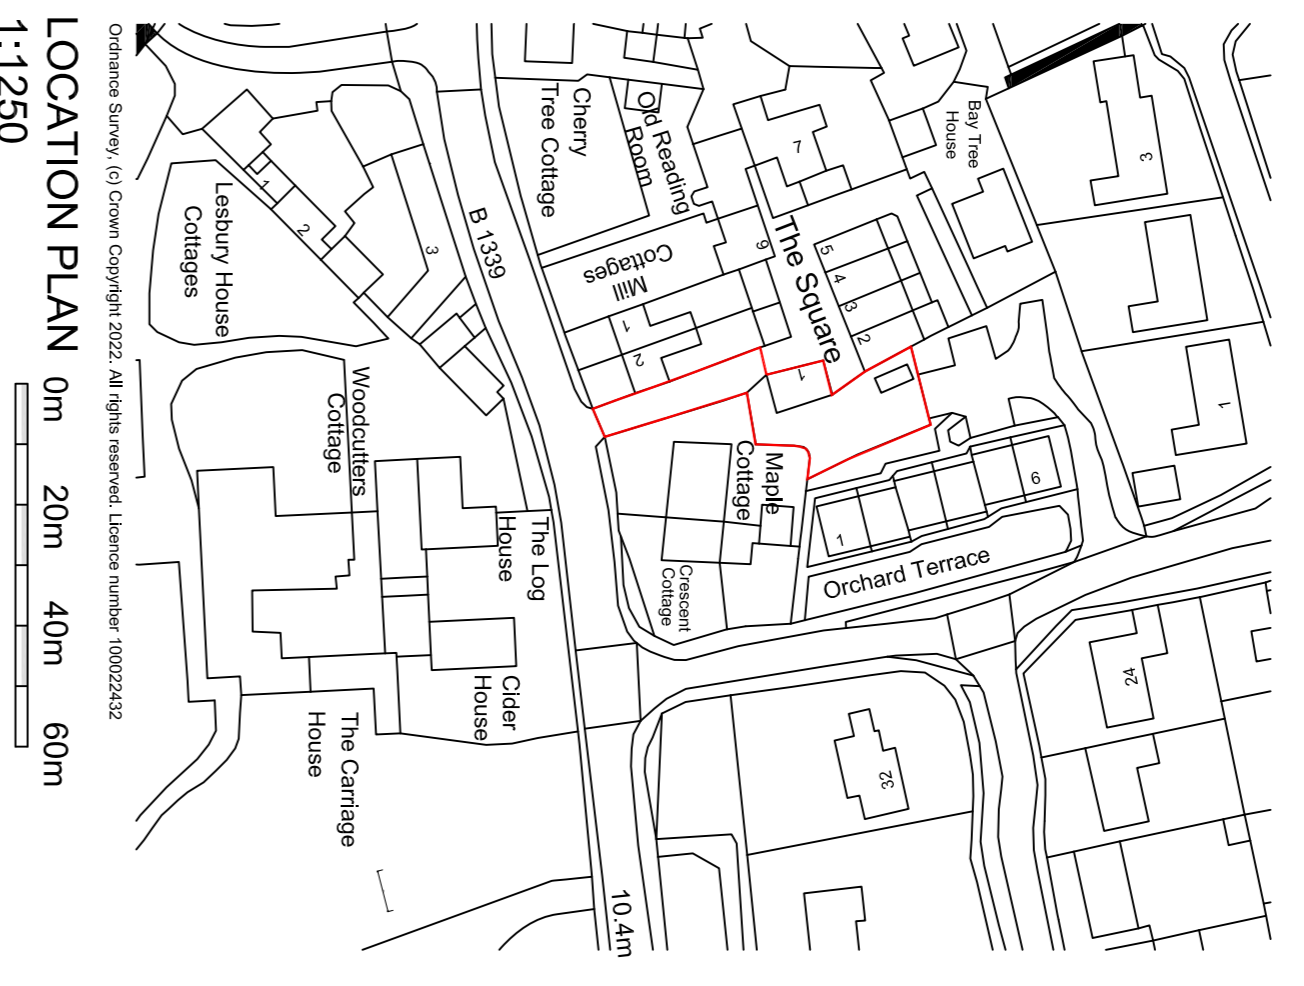 LOCATION PLAN
1:1250
0m 20m 40m 60m
Ordnance Survey, (c) Crown Copyright 2022. All rights reserved. Licence number 100022432
3
Bay Tree
House
7
Old Reading
Room
Cherry
Tree Cottage
B 1339
The Square
9
5
4
3
2
1
Mill
Cottages
1
2
1
2
3
Lesbury House
Cottages
Woodcutters
Cottage
The Log
House
Cider
House
The Carriage
House
Maple
Cottage
Crescent
Cottage
1
6
Orchard Terrace
1
24
32
10.4m